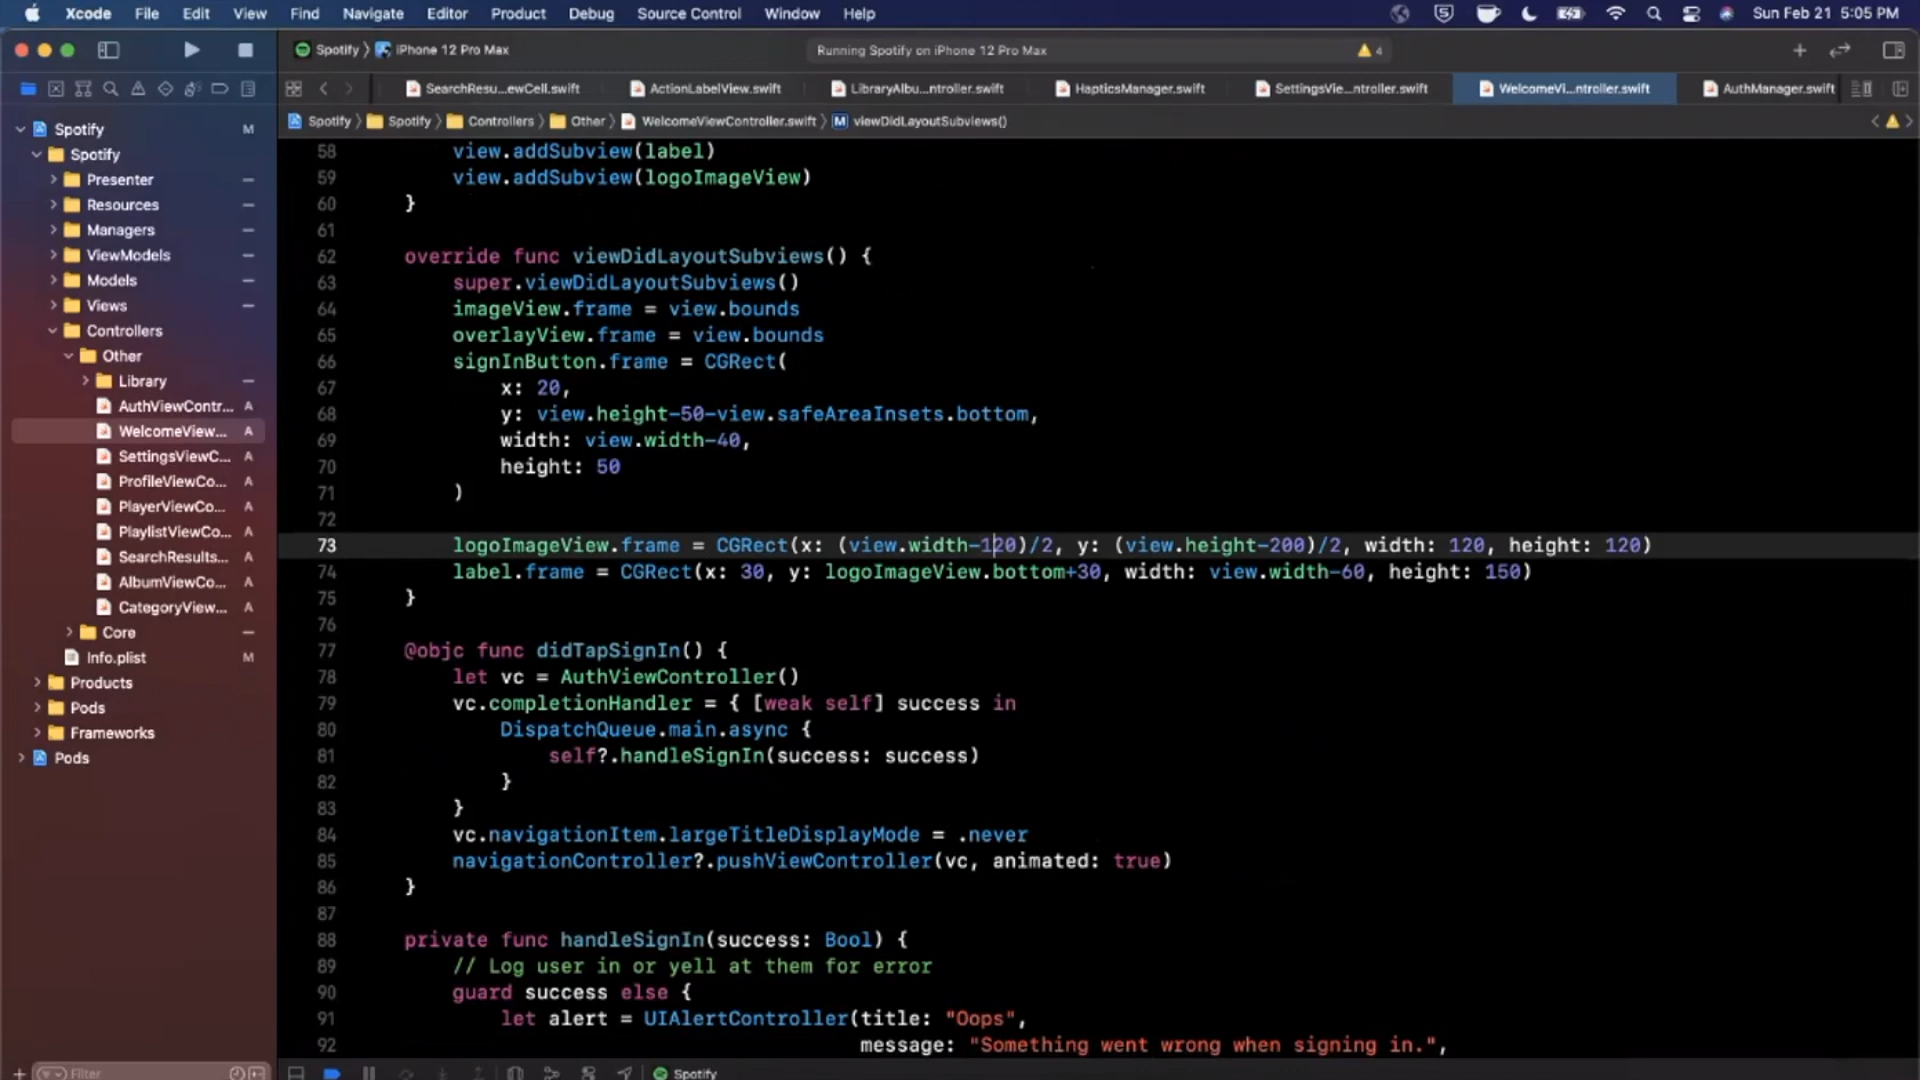 Xcode File Edit View Find Navigate Editor Product Debug Source Control Window Help Sun Feb 21 5:05 PM
Spotify iPhone 12 Pro Max Running Spotify on iPhone 12 Pro Max 4
SearchResu...ewCell.swift ActionLabelView.swift LibraryAlbu...ntroller.swift HapticsManager.swift SettingsVie...ntroller.swift WelcomeVi...ntroller.swift AuthManager.swift
Spotify Spotify Controllers Other WelcomeViewController.swift M viewDidLayoutSubviews()
Spotify M
Spotify
Presenter
Resources
Managers
ViewModels
Models
Views
Controllers
Other
Library
AuthViewContr... A
WelcomeView... A
SettingsViewC... A
ProfileViewCo... A
PlayerViewCo... A
PlaylistViewCo... A
SearchResults... A
AlbumViewCo... A
CategoryView... A
Core
Info.plist M
Products
Pods
Frameworks
Pods
Filter
58 view.addSubview(label)
59 view.addSubview(logoImageView)
60 }
61
62 override func viewDidLayoutSubviews() {
63 super.viewDidLayoutSubviews()
64 imageView.frame = view.bounds
65 overlayView.frame = view.bounds
66 signInButton.frame = CGRect(
67 x: 20,
68 y: view.height-50-view.safeAreaInsets.bottom,
69 width: view.width-40,
70 height: 50
71 )
72
73 logoImageView.frame = CGRect(x: (view.width-120)/2, y: (view.height-200)/2, width: 120, height: 120)
74 label.frame = CGRect(x: 30, y: logoImageView.bottom+30, width: view.width-60, height: 150)
75 }
76
77 @objc func didTapSignIn() {
78 let vc = AuthViewController()
79 vc.completionHandler = { [weak self] success in
80 DispatchQueue.main.async {
81 self?.handleSignIn(success: success)
82 }
83 }
84 vc.navigationItem.largeTitleDisplayMode = .never
85 navigationController?.pushViewController(vc, animated: true)
86 }
87
88 private func handleSignIn(success: Bool) {
89 // Log user in or yell at them for error
90 guard success else {
91 let alert = UIAlertController(title: "Oops",
92 message: "Something went wrong when signing in.",
Spotify